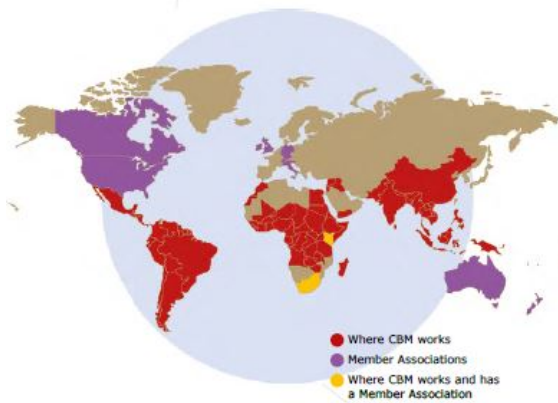 Where CBM works
Member Associations
Where CBM works and has
a Member Association